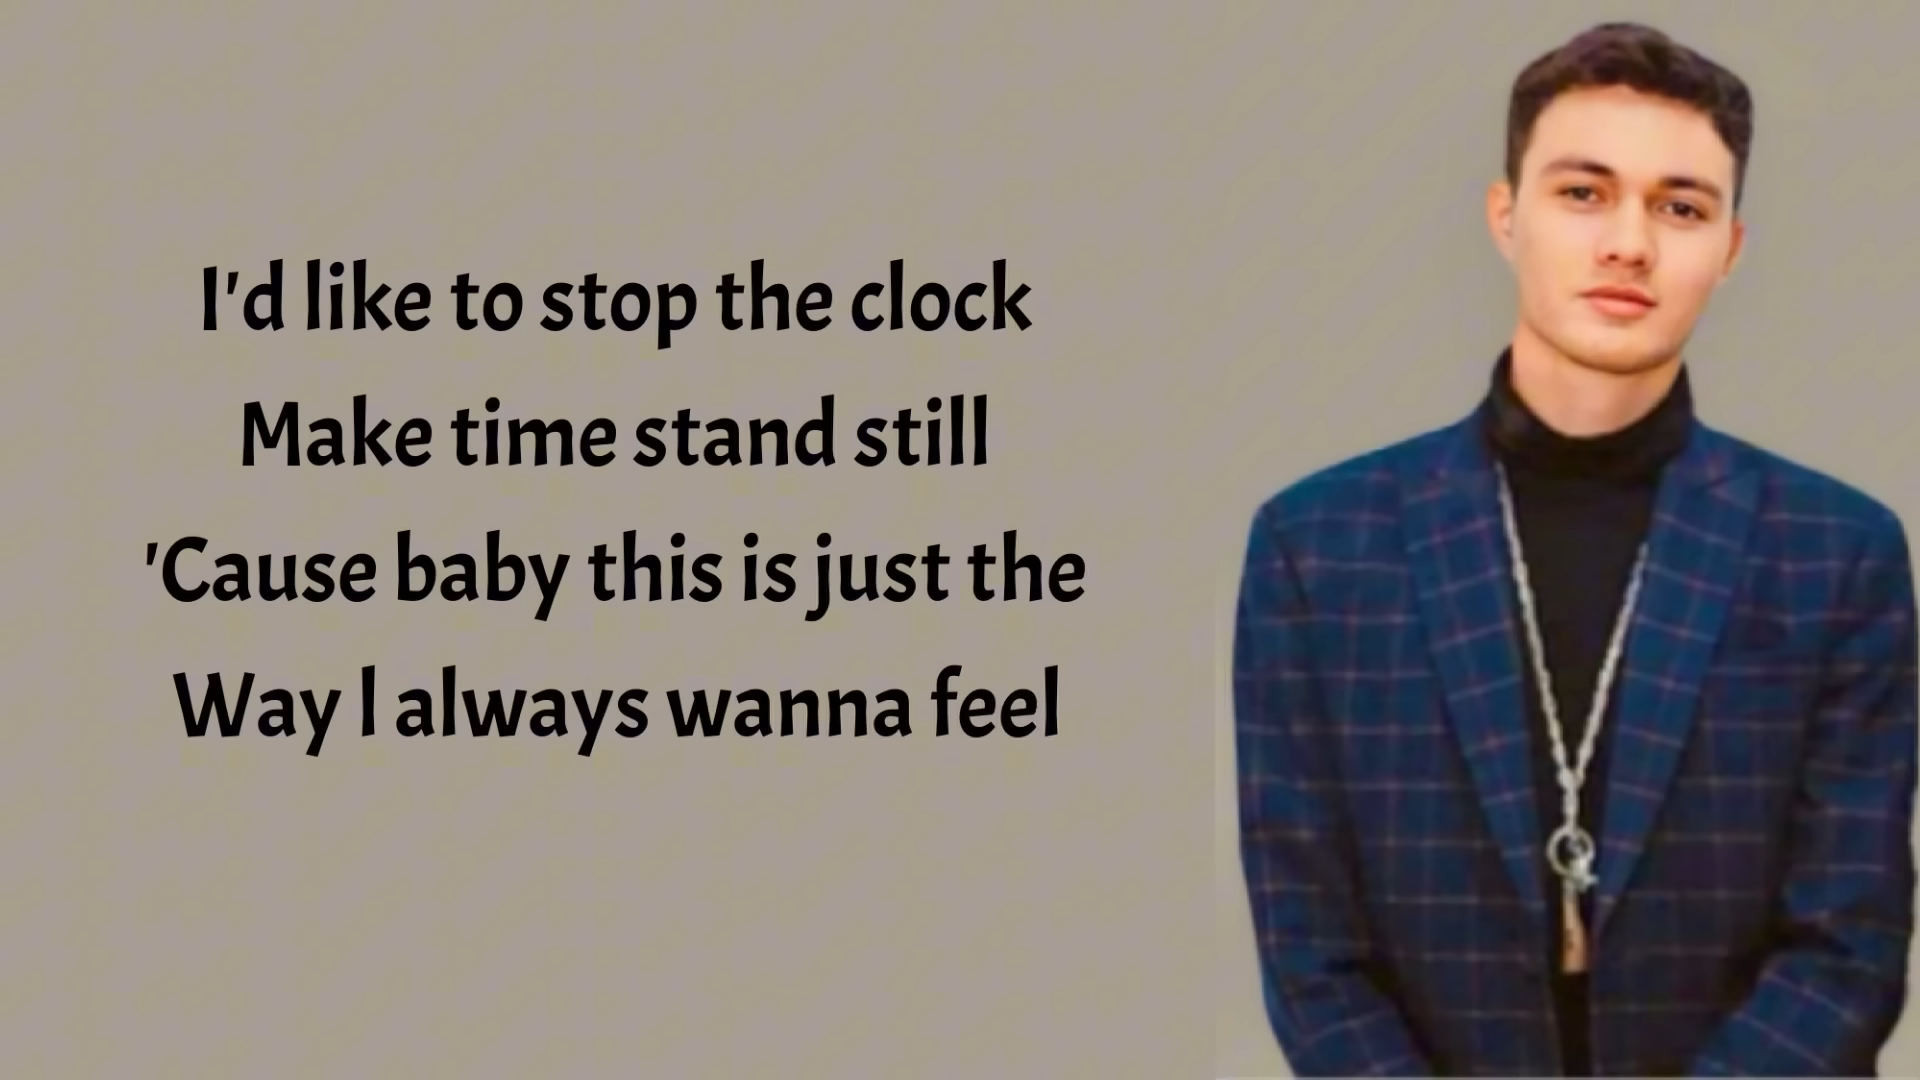 I'd like to stop the clock
Make time stand still
'Cause baby this is just the
Way l always wanna feel